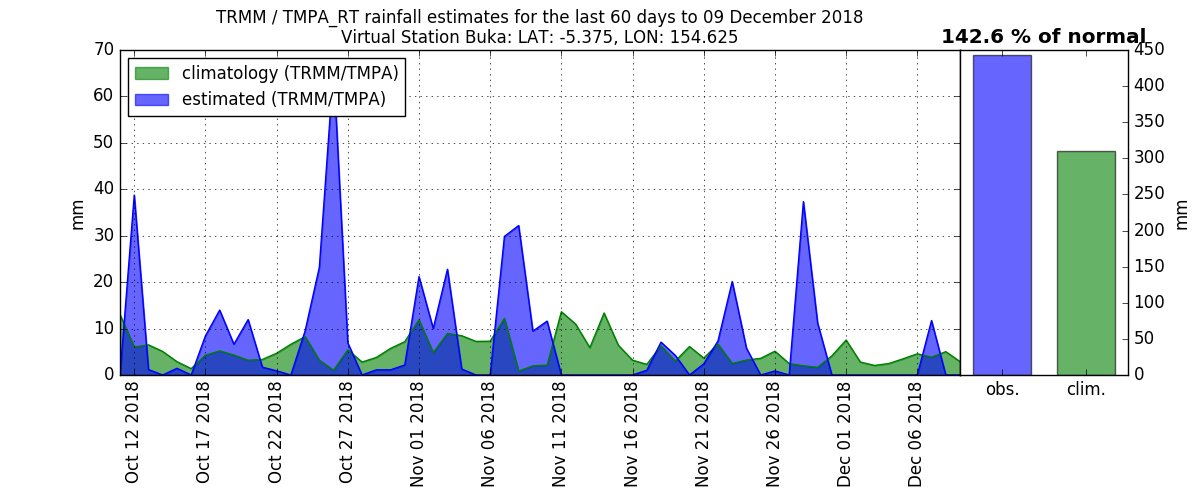 TRMM / TMPA_RT rainfall estimates for the last 60 days to 09 December 2018
Virtual Station Buka: LAT: -5.375, LON: 154.625
142.6 % of normal
climatology (TRMM/TMPA)
estimated (TRMM/TMPA)
70
60
50
40
30
20
10
0
mm
Oct 12 2018
Oct 17 2018
Oct 22 2018
Oct 27 2018
Nov 01 2018
Nov 06 2018
Nov 11 2018
Nov 16 2018
Nov 21 2018
Nov 26 2018
Dec 01 2018
Dec 06 2018
obs.
clim.
450
400
350
300
250
200
150
100
50
0
mm